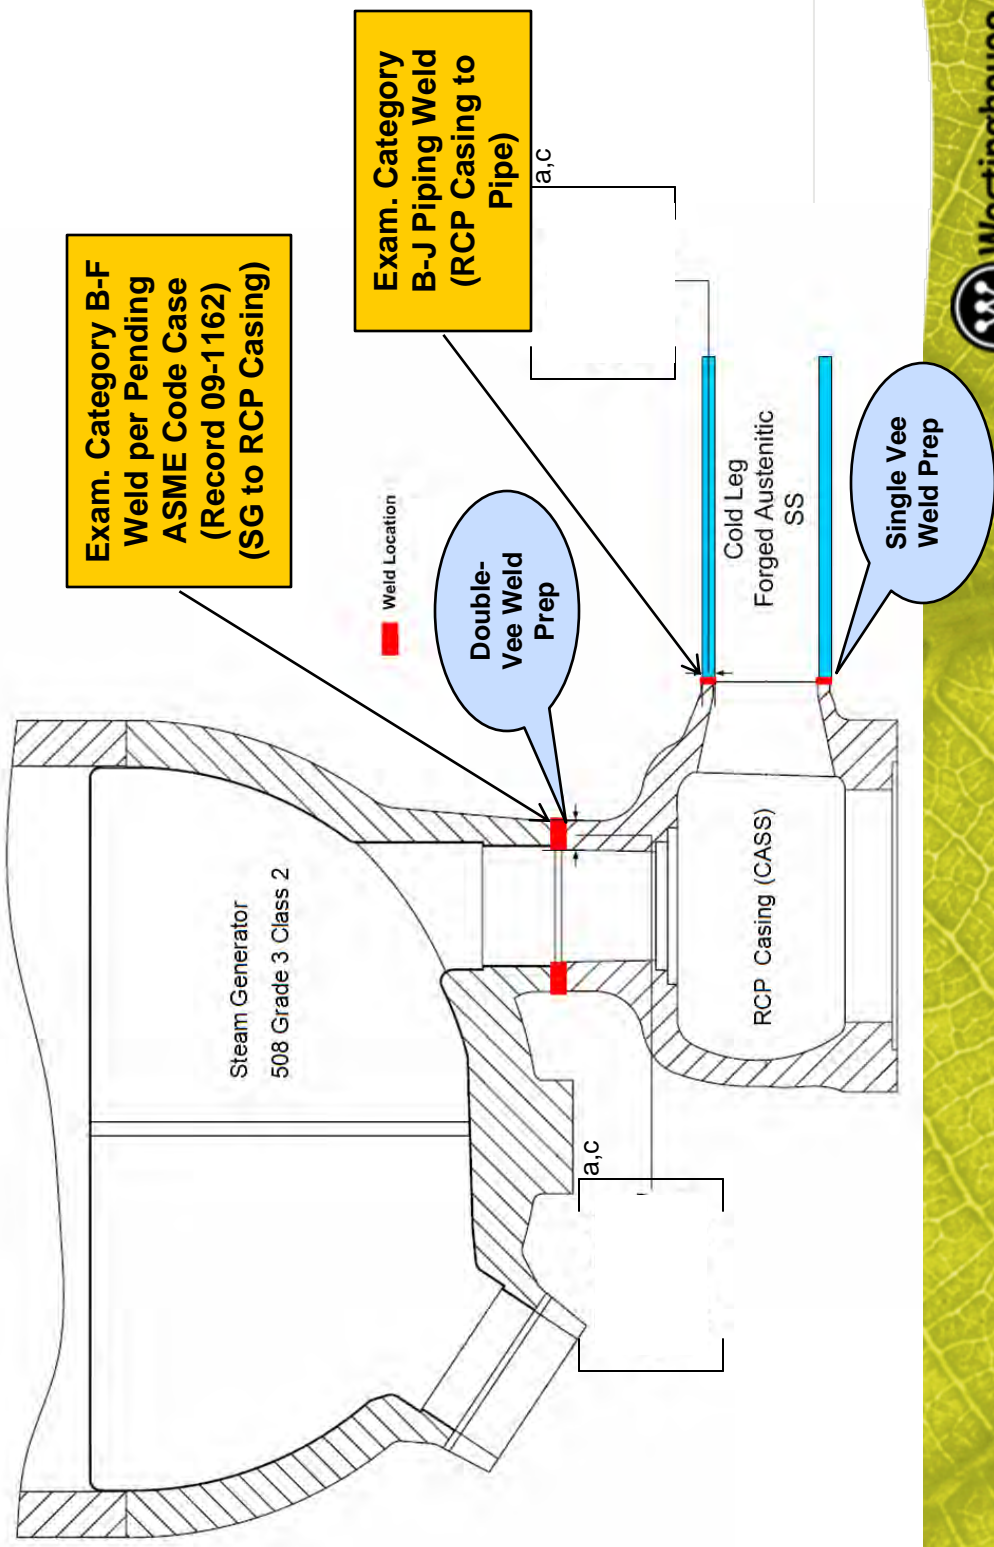 Exam. Category B-F
Weld per Pending
ASME Code Case
(Record 09-1162)
(SG to RCP Casing)
Exam. Category
B-J Piping Weld
(RCP Casing to
Pipe)
a,c
Weld Location
Double-
Vee Weld
Prep
Steam Generator
508 Grade 3 Class 2
Cold Leg
Forged Austenitic
SS
Single Vee
Weld Prep
RCP Casing (CASS)
a,c
Westinghouse